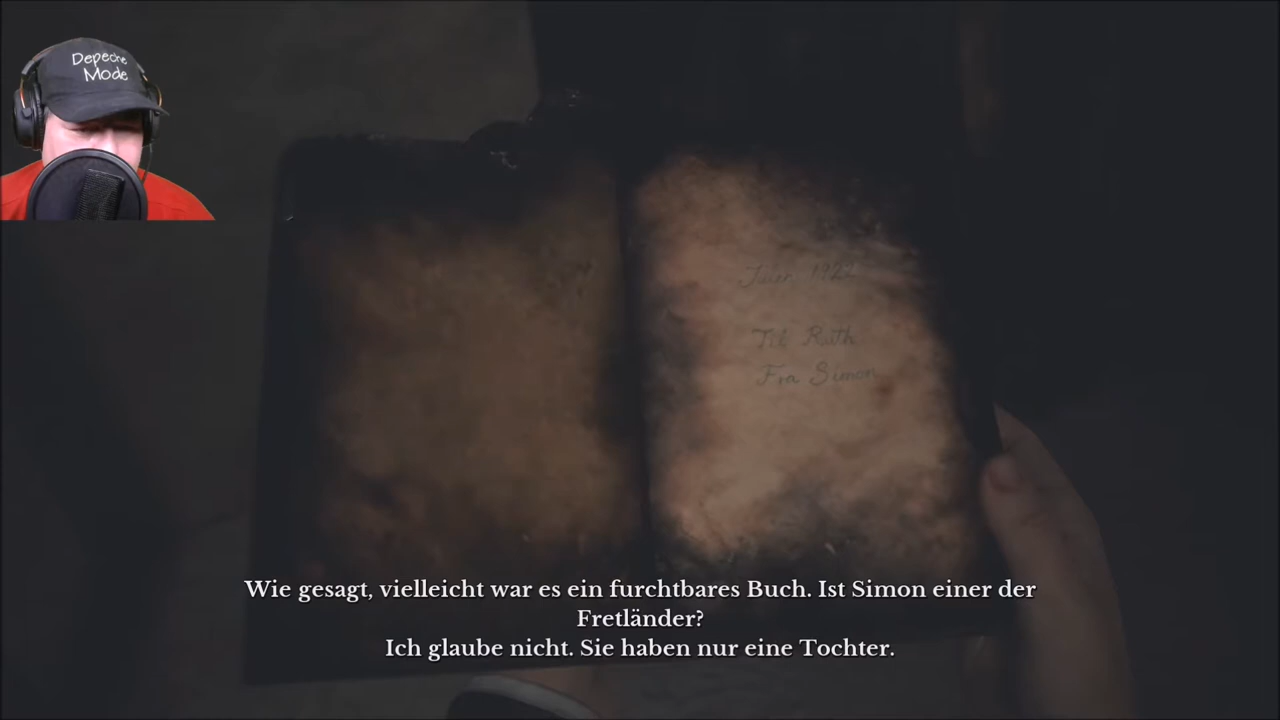 Depeche
Mode
1922
Til Ruth
Fra Simon
Wie gesagt, vielleicht war es ein furchtbares Buch. Ist Simon einer der
Fretländer?
Ich glaube nicht. Sie haben nur eine Tochter.